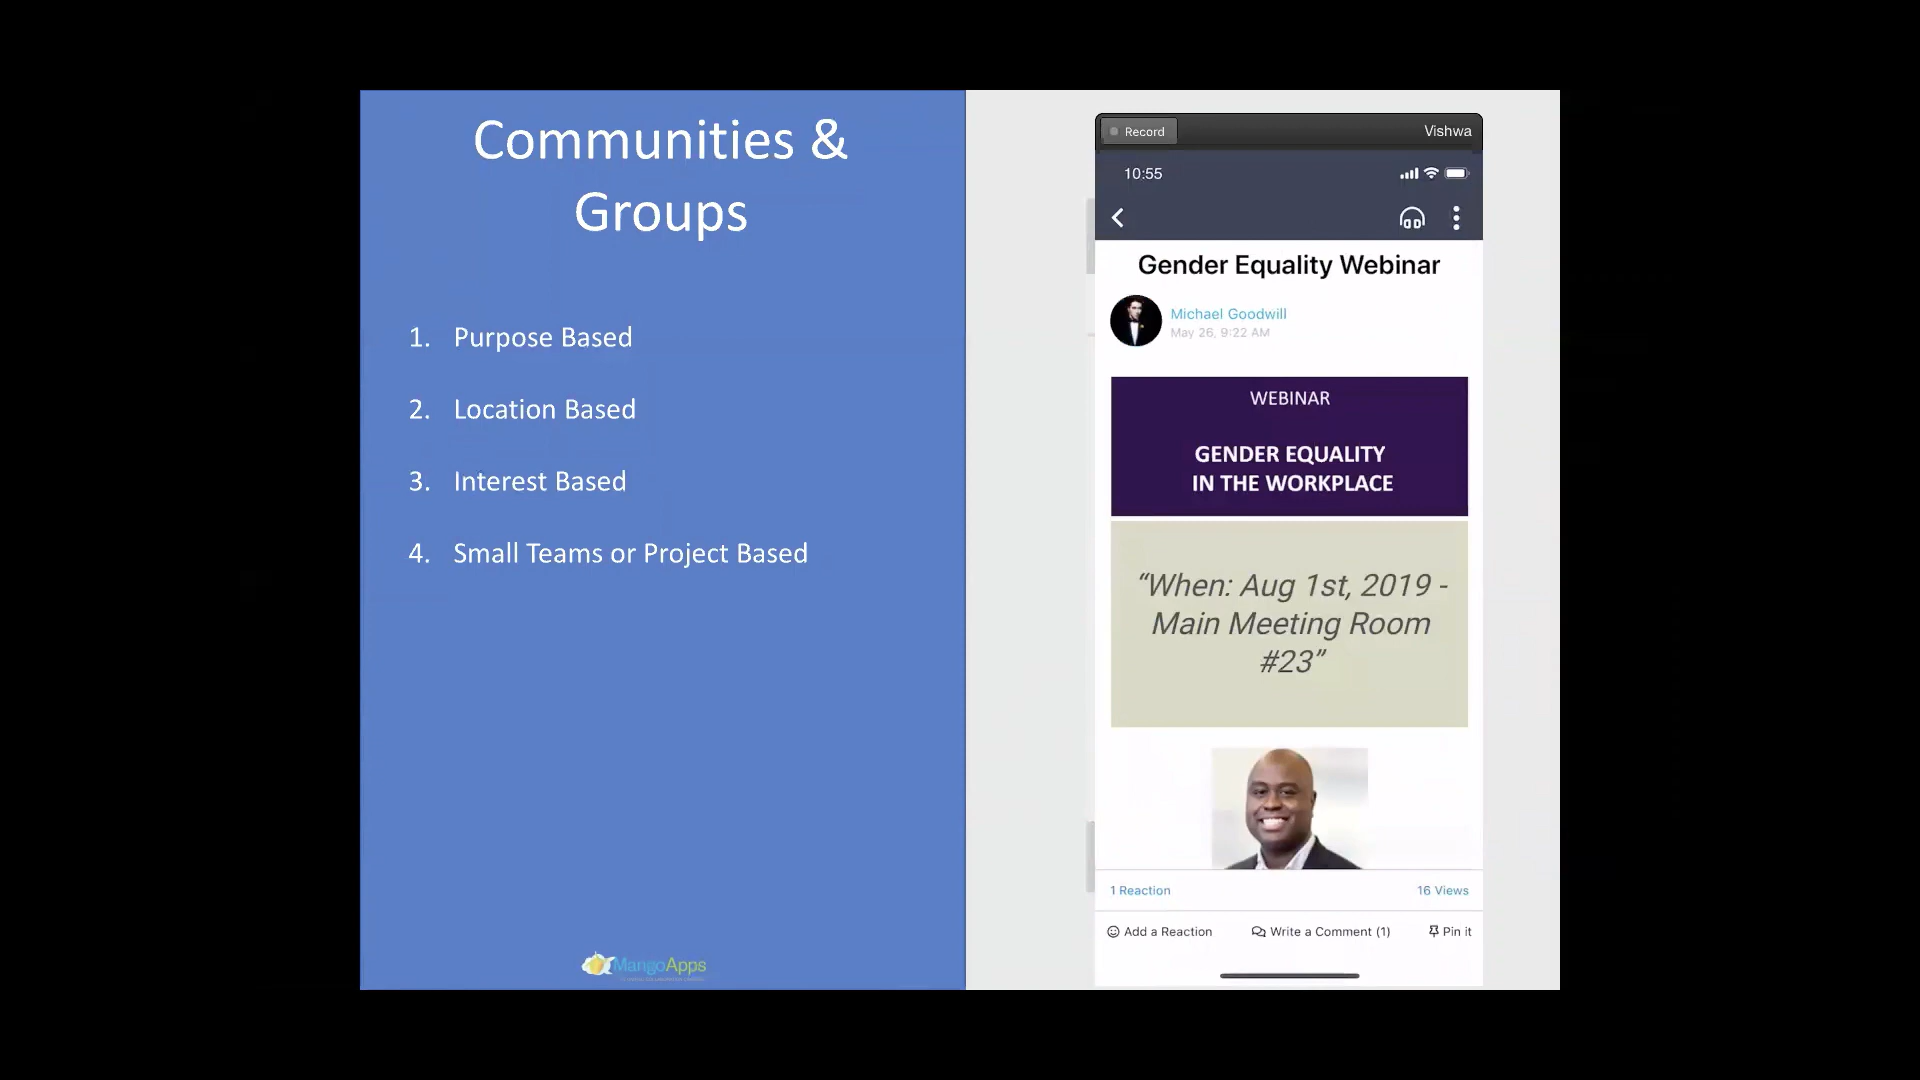 Communities &
Groups
1. Purpose Based
2. Location Based
3. Interest Based
4. Small Teams or Project Based
MangoApps
Record
Vishwa
10:55
Gender Equality Webinar
Michael Goodwill
May 26, 9:22 AM
WEBINAR
GENDER EQUALITY
IN THE WORKPLACE
“When: Aug 1st, 2019 -
Main Meeting Room
#23”
1 Reaction
16 Views
Add a Reaction
Write a Comment (1)
Pin it